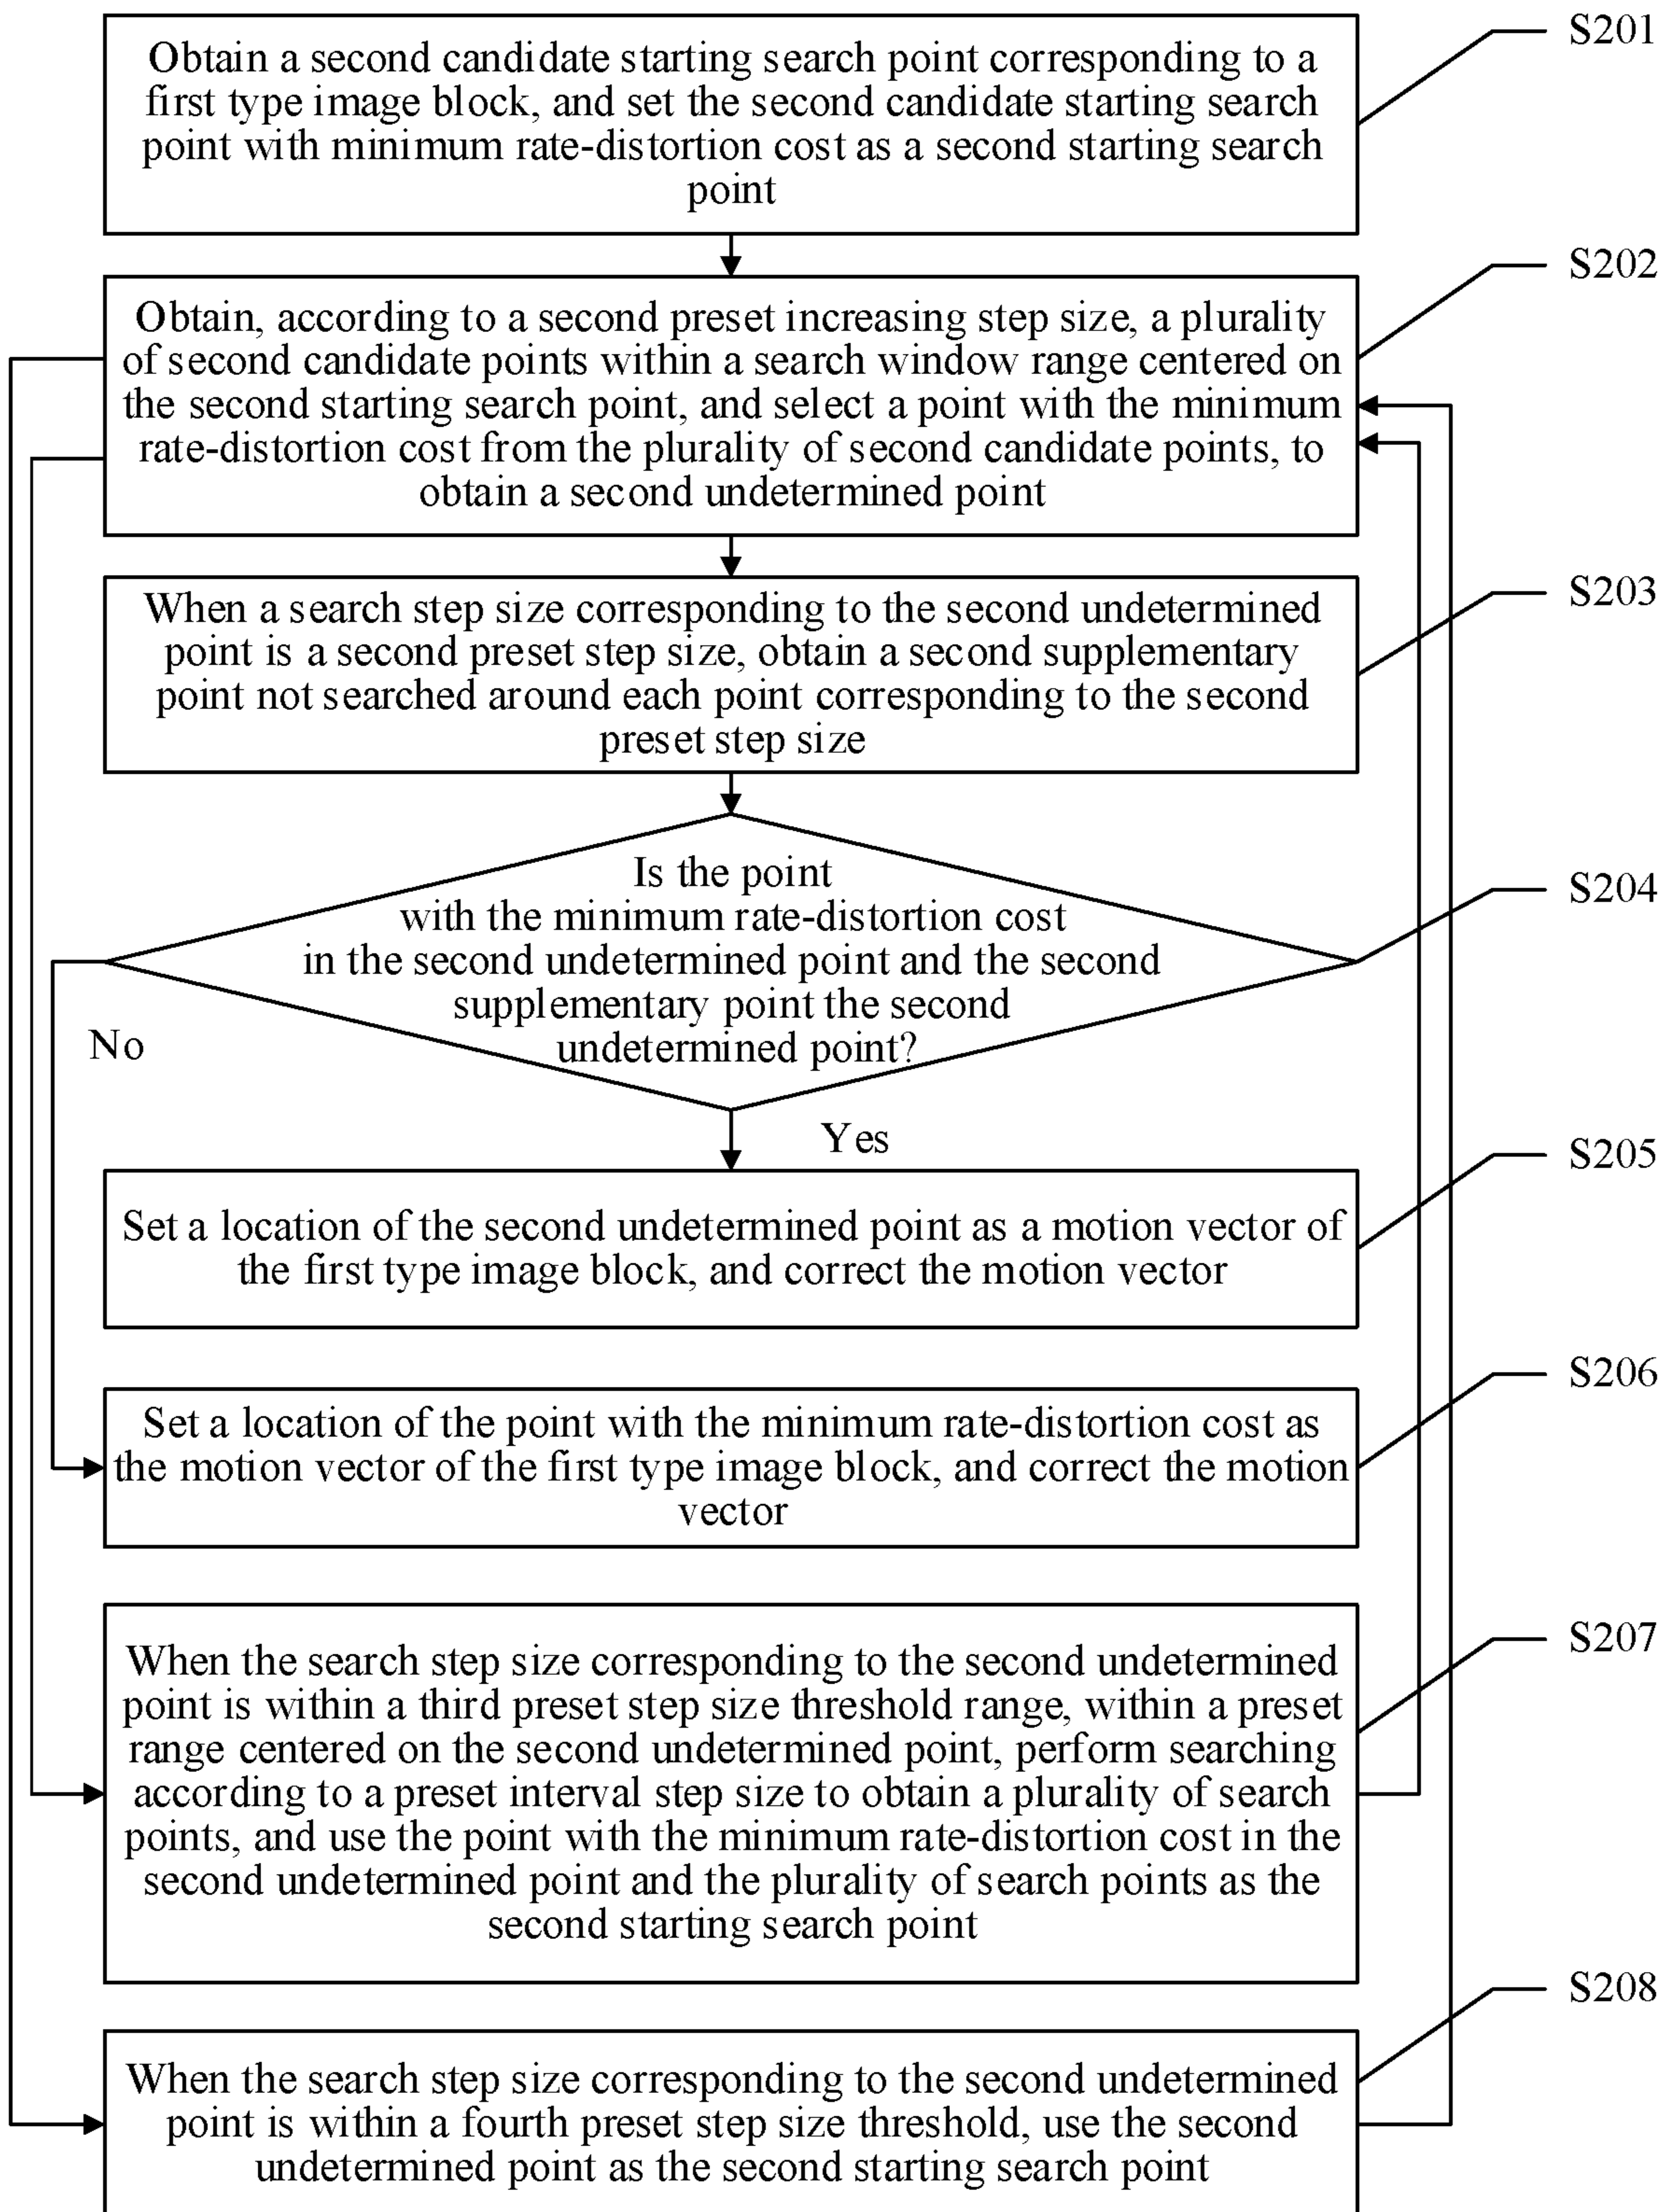 S201
Obtain a second candidate starting search point corresponding to a
first type image block, and set the second candidate starting search
point with minimum rate-distortion cost as a second starting search
point
S202
Obtain, according to a second preset increasing step size, a plurality
of second candidate points within a search window range centered on
the second starting search point, and select a point with the minimum
rate-distortion cost from the plurality of second candidate points, to
obtain a second undetermined point
S203
When a search step size corresponding to the second undetermined
point is a second preset step size, obtain a second supplementary
point not searched around each point corresponding to the second
preset step size
S204
Is the point
with the minimum rate-distortion cost
in the second undetermined point and the second
supplementary point the second
undetermined point?
No
Yes
S205
Set a location of the second undetermined point as a motion vector of
the first type image block, and correct the motion vector
S206
Set a location of the point with the minimum rate-distortion cost as
the motion vector of the first type image block, and correct the motion
vector
S207
When the search step size corresponding to the second undetermined
point is within a third preset step size threshold range, within a preset
range centered on the second undetermined point, perform searching
according to a preset interval step size to obtain a plurality of search
points, and use the point with the minimum rate-distortion cost in the
second undetermined point and the plurality of search points as the
second starting search point
S208
When the search step size corresponding to the second undetermined
point is within a fourth preset step size threshold, use the second
undetermined point as the second starting search point